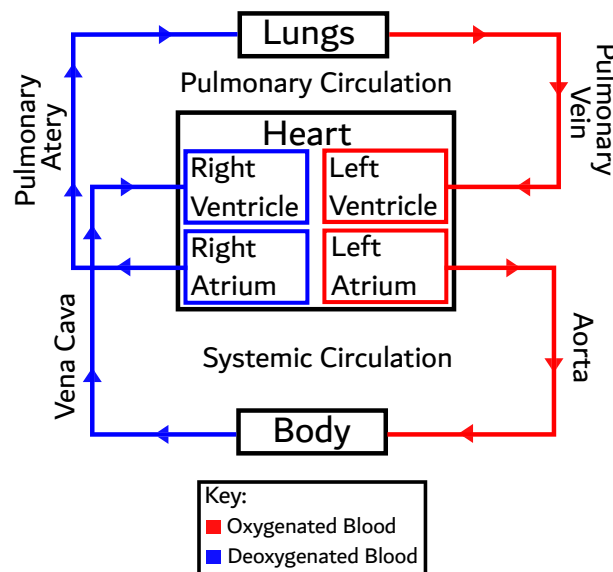 Lungs
Pulmonary Circulation
Pulmonary
Atery
Pulmonary
Vein
Heart
Right
Ventricle
Left
Ventricle
Right
Atrium
Left
Atrium
Vena Cava
Systemic Circulation
Aorta
Body
Key:
Oxygenated Blood
Deoxygenated Blood